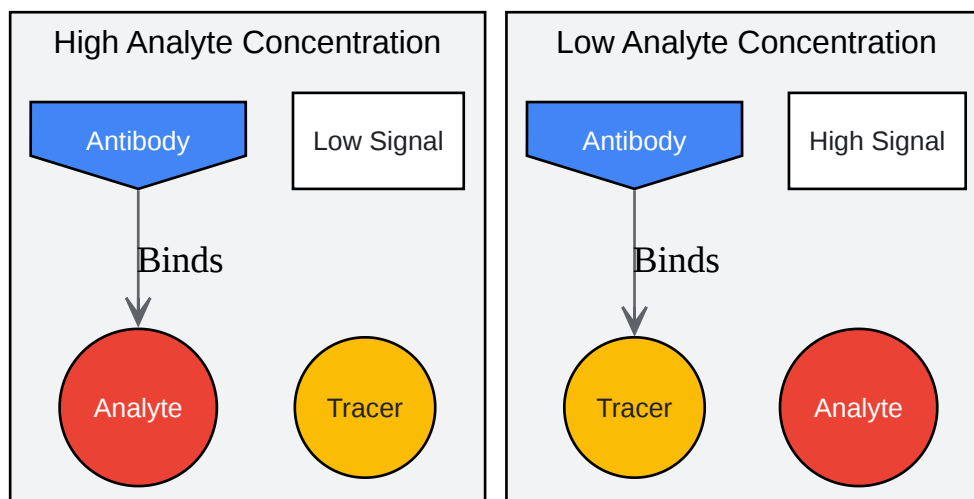 High Analyte Concentration
Antibody
Low Signal
Binds
Analyte
Tracer
Low Analyte Concentration
Antibody
High Signal
Binds
Tracer
Analyte